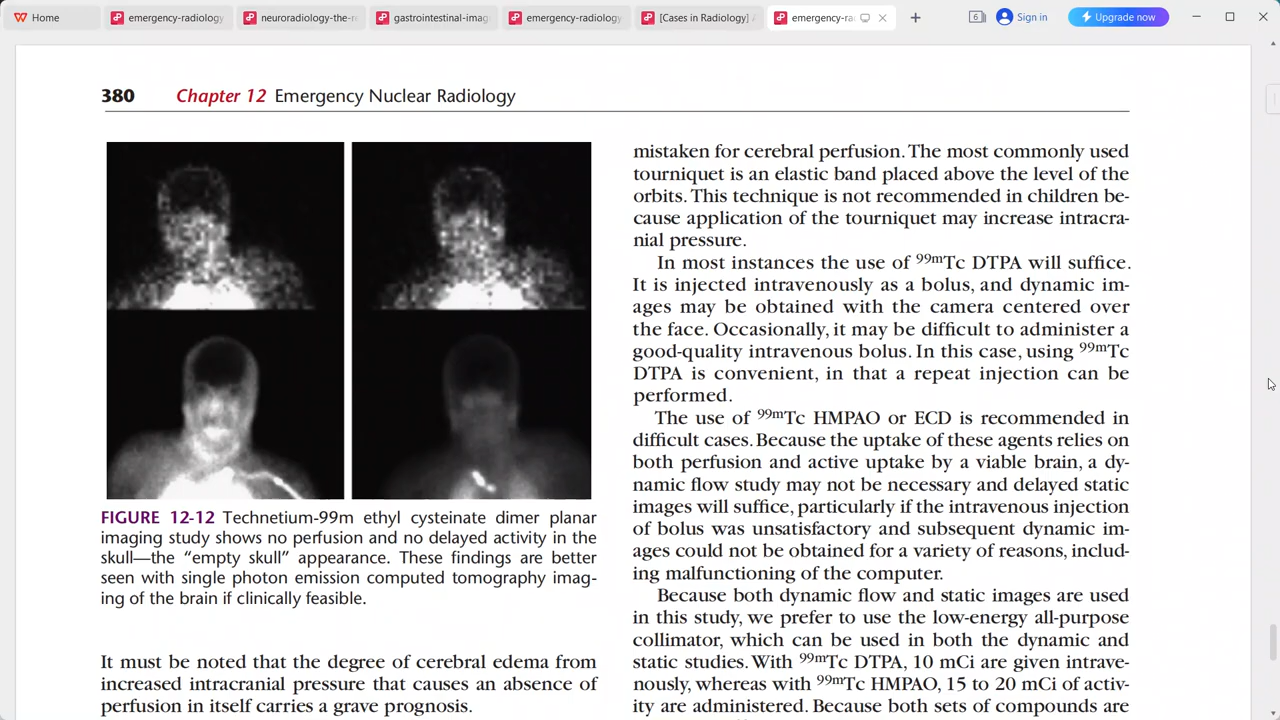 Home
emergency-radiology
neuroradiology-the-r
gastrointestinal-imag
emergency-radiology
[Cases in Radiology]
emergency-ra
6
Sign in
Upgrade now
380 Chapter 12 Emergency Nuclear Radiology
FIGURE 12-12 Technetium-99m ethyl cysteinate dimer planar
imaging study shows no perfusion and no delayed activity in the
skull—the “empty skull” appearance. These findings are better
seen with single photon emission computed tomography imag-
ing of the brain if clinically feasible.
It must be noted that the degree of cerebral edema from
increased intracranial pressure that causes an absence of
perfusion in itself carries a grave prognosis.
mistaken for cerebral perfusion. The most commonly used
tourniquet is an elastic band placed above the level of the
orbits. This technique is not recommended in children be-
cause application of the tourniquet may increase intracra-
nial pressure.
In most instances the use of 99mTc DTPA will suffice.
It is injected intravenously as a bolus, and dynamic im-
ages may be obtained with the camera centered over
the face. Occasionally, it may be difficult to administer a
good-quality intravenous bolus. In this case, using 99mTc
DTPA is convenient, in that a repeat injection can be
performed.
The use of 99mTc HMPAO or ECD is recommended in
difficult cases. Because the uptake of these agents relies on
both perfusion and active uptake by a viable brain, a dy-
namic flow study may not be necessary and delayed static
images will suffice, particularly if the intravenous injection
of bolus was unsatisfactory and subsequent dynamic im-
ages could not be obtained for a variety of reasons, includ-
ing malfunctioning of the computer.
Because both dynamic flow and static images are used
in this study, we prefer to use the low-energy all-purpose
collimator, which can be used in both the dynamic and
static studies. With 99mTc DTPA, 10 mCi are given intrave-
nously, whereas with 99mTc HMPAO, 15 to 20 mCi of activ-
ity are administered. Because both sets of compounds are